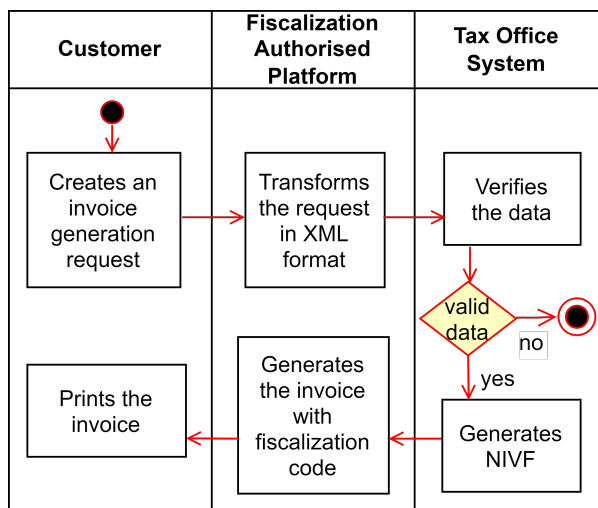 Customer
Fiscalization
Authorised
Platform
Tax Office
System
Creates an
invoice
generation
request
Transforms
the request
in XML
format
Verifies
the data
valid
data
no
yes
Prints the
invoice
Generates
the invoice
with
fiscalization
code
Generates
NIVF